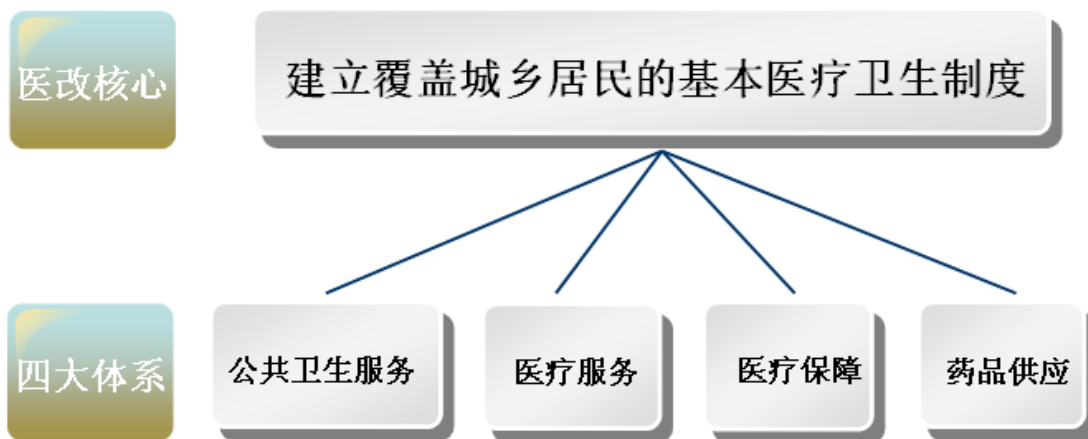 医改核心
建立覆盖城乡居民的基本医疗卫生制度
四大体系
公共卫生服务
医疗服务
医疗保障
药品供应